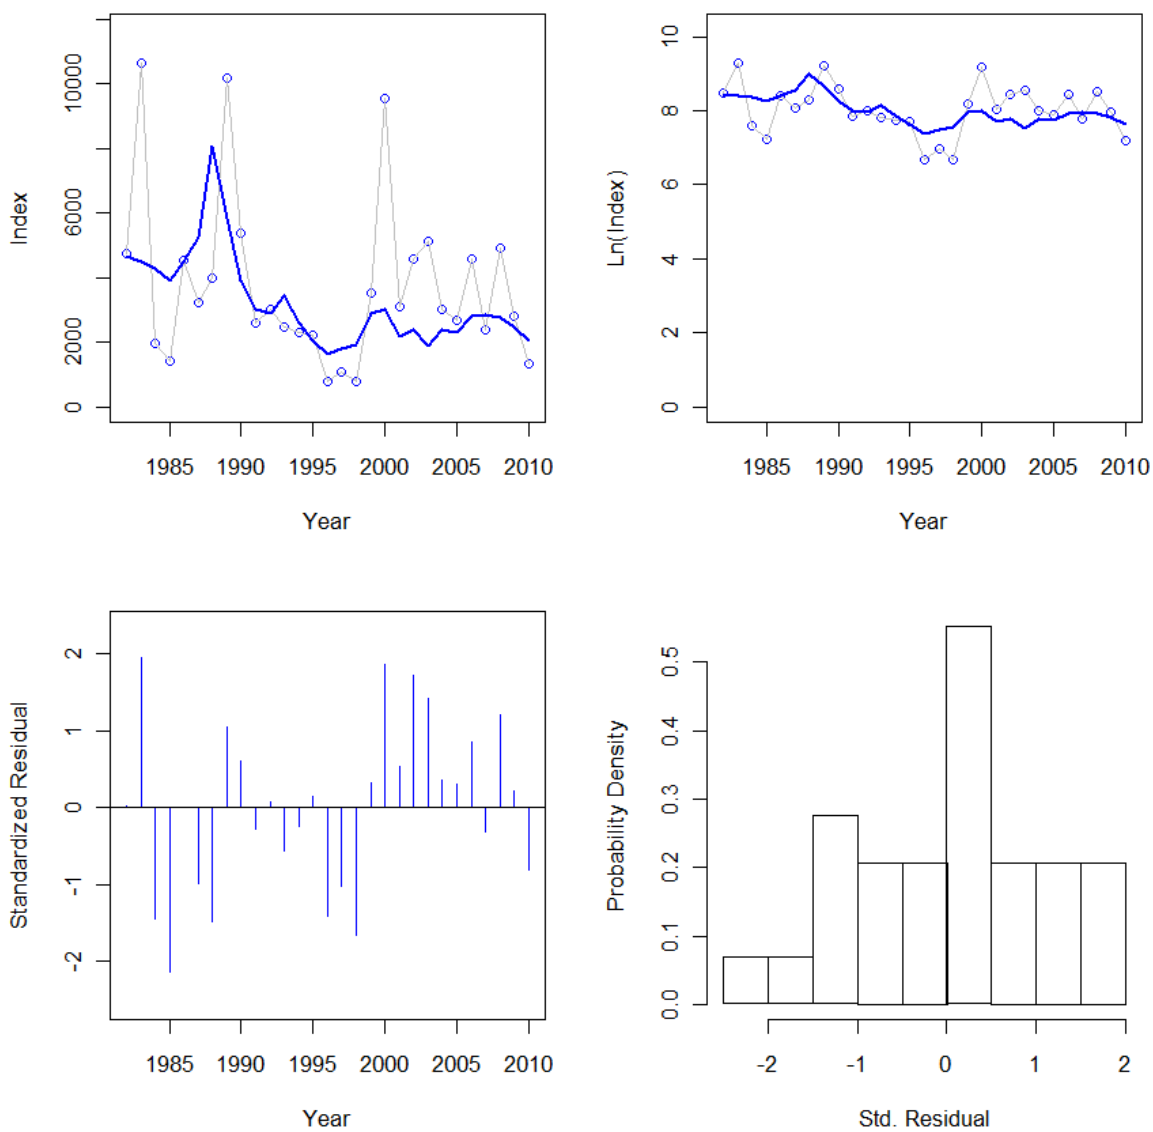 Index
0
2000
6000
10000
1985 1990 1995 2000 2005 2010
Year
Ln(Index)
0
2
4
6
8
10
1985 1990 1995 2000 2005 2010
Year
Standardized Residual
-2
-1
0
1
2
1985 1990 1995 2000 2005 2010
Year
Probability Density
0.0
0.1
0.2
0.3
0.4
0.5
-2 -1 0 1 2
Std. Residual